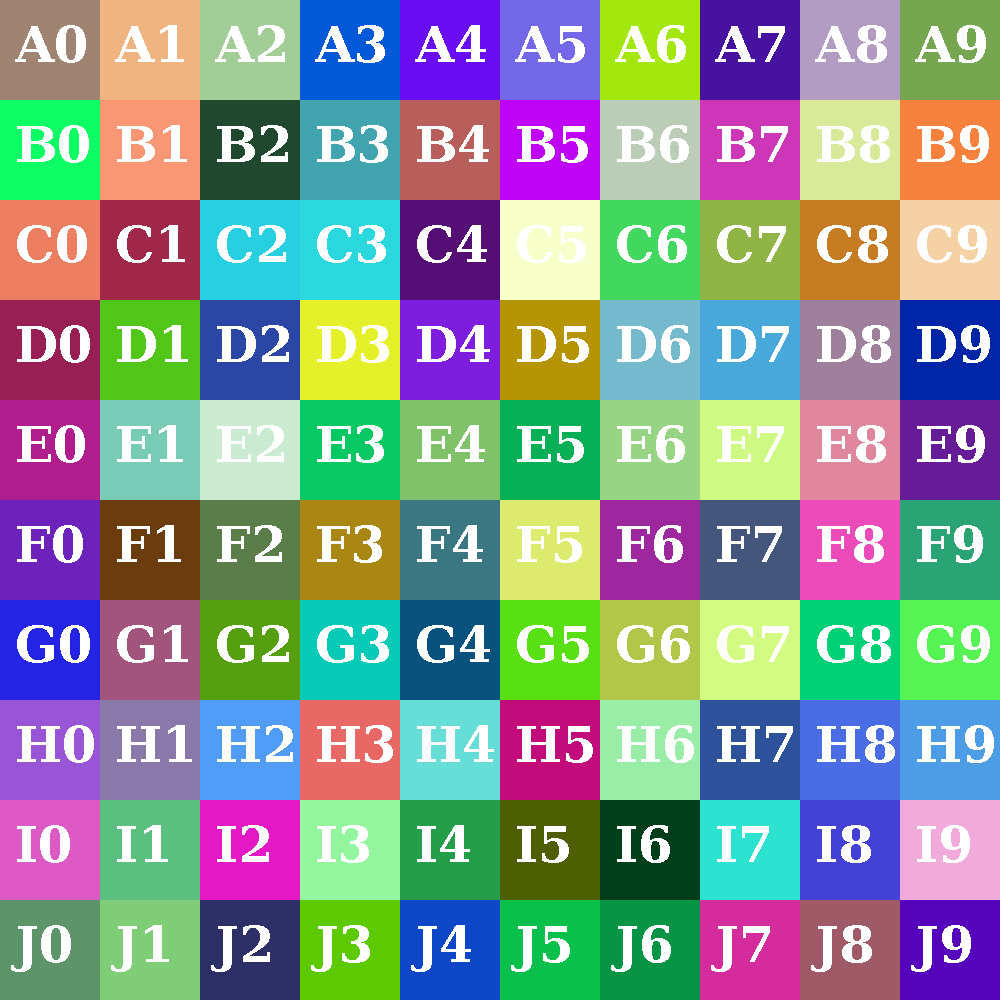 A0 A1 A2 A3 A4 A5 A6 A7 A8 A9
B0 B1 B2 B3 B4 B5 B6 B7 B8 B9
C0 C1 C2 C3 C4 C5 C6 C7 C8 C9
D0 D1 D2 D3 D4 D5 D6 D7 D8 D9
E0 E1 E2 E3 E4 E5 E6 E7 E8 E9
F0 F1 F2 F3 F4 F5 F6 F7 F8 F9
G0 G1 G2 G3 G4 G5 G6 G7 G8 G9
H0 H1 H2 H3 H4 H5 H6 H7 H8 H9
I0 I1 I2 I3 I4 I5 I6 I7 I8 I9
J0 J1 J2 J3 J4 J5 J6 J7 J8 J9